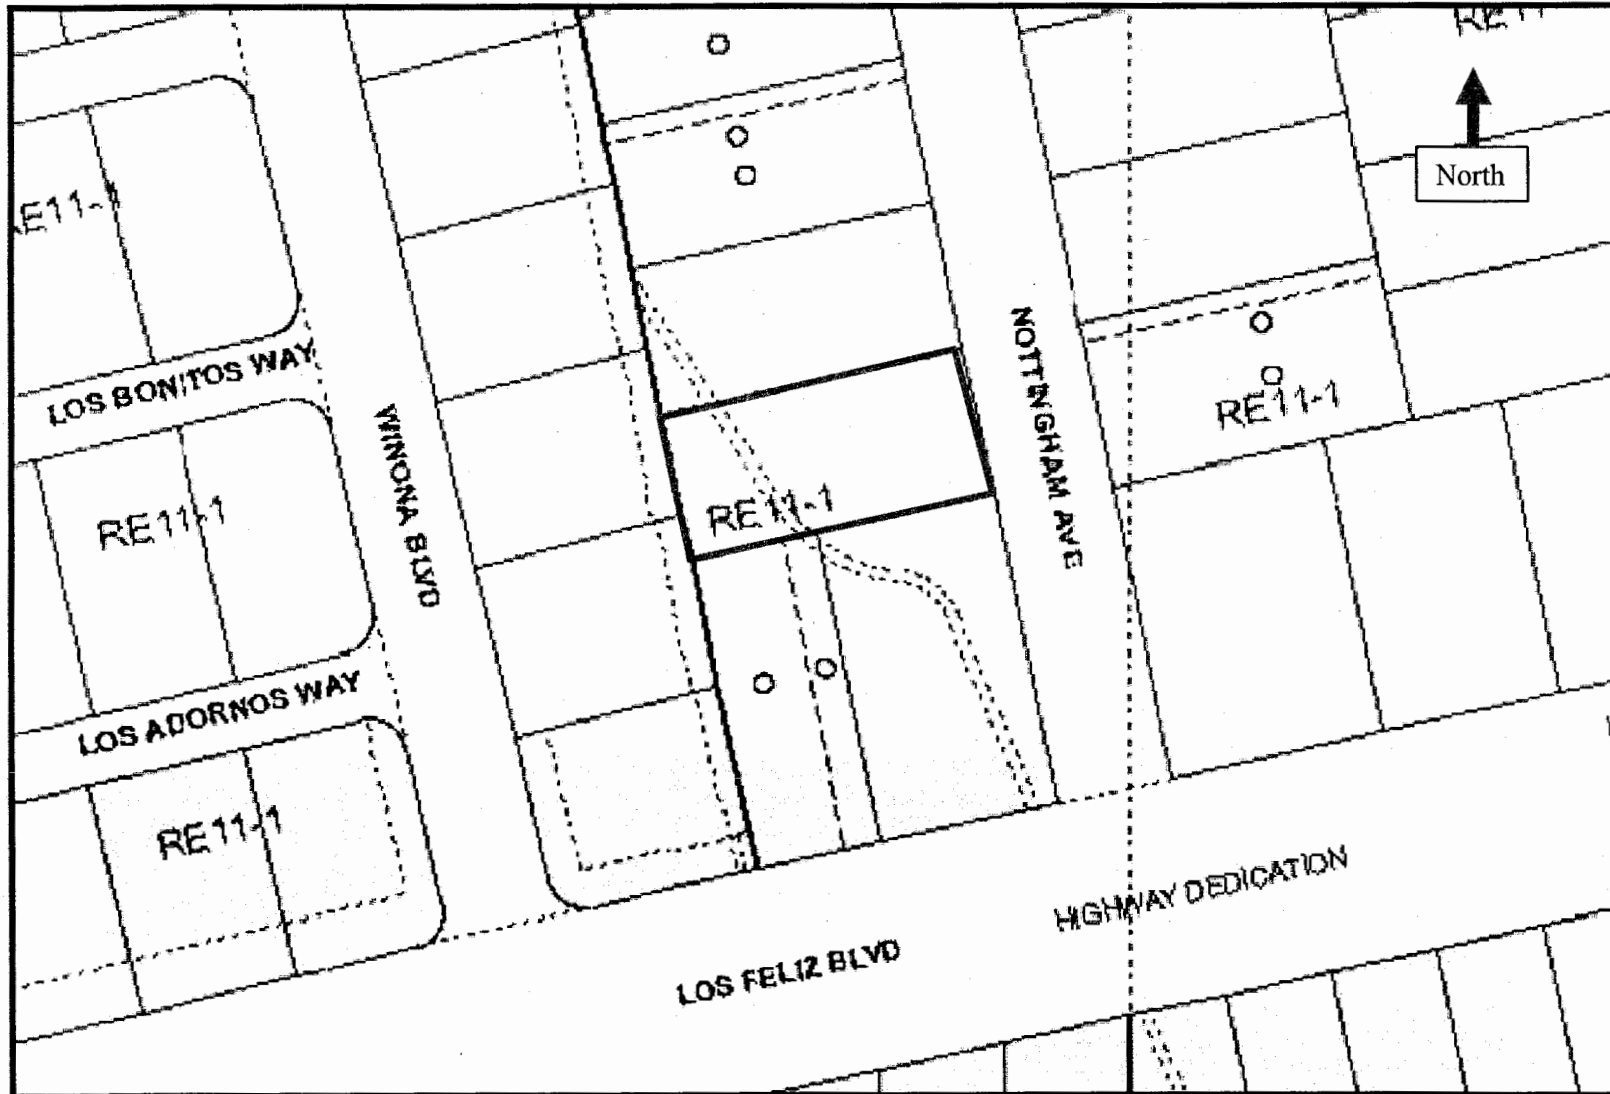 North
RE11-1
LOS BONITOS WAY
WINONA BLVD
NOTTINGHAM AVE
RE11-1
RE11-1
RE11-1
LOS ADORNOS WAY
RE11-1
HIGHWAY DEDICATION
LOS FELIZ BLVD